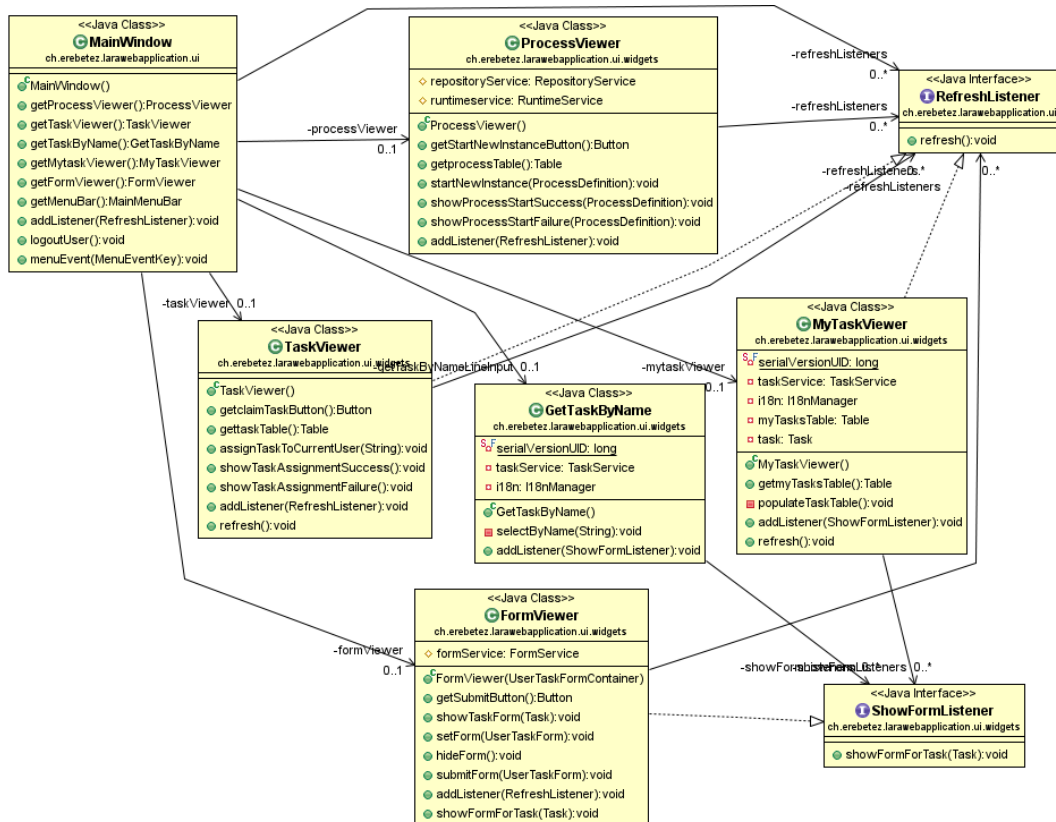 <<Java Class>>
MainWindow
ch.erebetez.larawebapplication.ui
MainWindow()
getProcessViewer():ProcessViewer
getTaskViewer():TaskViewer
getTaskByName():GetTaskByName
getMytaskViewer():MyTaskViewer
getFormViewer():FormViewer
getMenuBar():MainMenuBar
addListener(RefreshListener):void
logoutUser():void
menuEvent(MenuEventKey):void
<<Java Class>>
ProcessViewer
ch.erebetez.larawebapplication.ui.widgets
repositoryService: RepositoryService
runtimeservice: RuntimeService
ProcessViewer()
getStartNewInstanceButton():Button
getprocessTable():Table
startNewInstance(ProcessDefinition):void
showProcessStartSuccess(ProcessDefinition):void
showProcessStartFailure(ProcessDefinition):void
addListener(RefreshListener):void
-processViewer
0..1
-refreshListeners
0..*
<<Java Interface>>
RefreshListener
ch.erebetez.larawebapplication.ui
refresh():void
-refreshListeners
0..*
-refreshListeners
0..*
-refreshListeners
0..*
-taskViewer 0..1
<<Java Class>>
TaskViewer
ch.erebetez.larawebapplication.ui.widgets
TaskViewer()
getclaimTaskButton():Button
gettaskTable():Table
assignTaskToCurrentUser(String):void
showTaskAssignmentSuccess():void
showTaskAssignmentFailure():void
addListener(RefreshListener):void
refresh():void
-getTaskByNameLineInput 0..1
<<Java Class>>
GetTaskByName
ch.erebetez.larawebapplication.ui.widgets
serialVersionUID: long
taskService: TaskService
i18n: I18nManager
GetTaskByName()
selectByName(String):void
addListener(ShowFormListener):void
-mytaskViewer
0..1
<<Java Class>>
MyTaskViewer
ch.erebetez.larawebapplication.ui.widgets
serialVersionUID: long
taskService: TaskService
i18n: I18nManager
myTasksTable: Table
task: Task
MyTaskViewer()
getmyTasksTable():Table
populateTaskTable():void
addListener(ShowFormListener):void
refresh():void
-formViewer
0..1
<<Java Class>>
FormViewer
ch.erebetez.larawebapplication.ui.widgets
formService: FormService
FormViewer(UserTaskFormContainer)
getSubmitButton():Button
showTaskForm(Task):void
setForm(UserTaskForm):void
hideForm():void
submitForm(UserTaskForm):void
addListener(RefreshListener):void
showFormForTask(Task):void
0..*
<<Java Interface>>
ShowFormListener
ch.erebetez.larawebapplication.ui.widgets
showFormForTask(Task):void